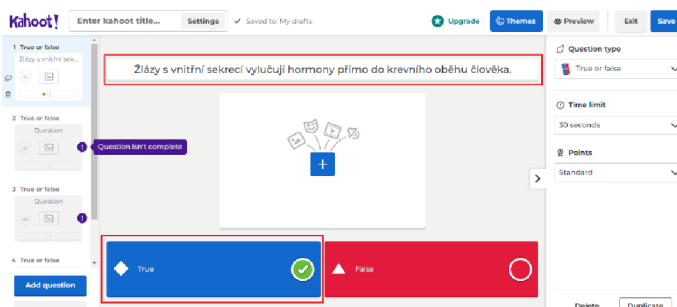 Kahoot! Enter kahoot title... Settings ✓ Saved to: My drafts Upgrade Themes Preview Exit Save
1 True or false
Žlázy s vnitřní sek...
2 True or false
Question
Question isn't complete
3 True or false
Question
4 True or false
Add question
Žlázy s vnitřní sekrecí vylučují hormony přímo do krevního oběhu člověka.
True
False
Question type
True or false
Time limit
30 seconds
Points
Standard
Delete Duplicate